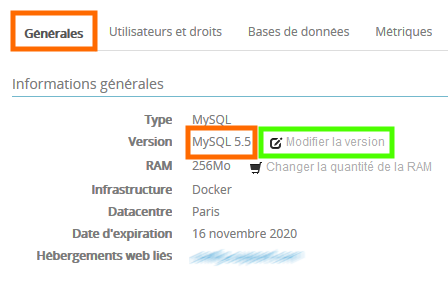 Générales Utilisateurs et droits Bases de données Métriques
Informations générales
Type MySQL
Version MySQL 5.5 Modifier la version
RAM 256Mo Changer la quantité de la RAM
Infrastructure Docker
Datacentre Paris
Date d'expiration 16 novembre 2020
Hébergements web liés